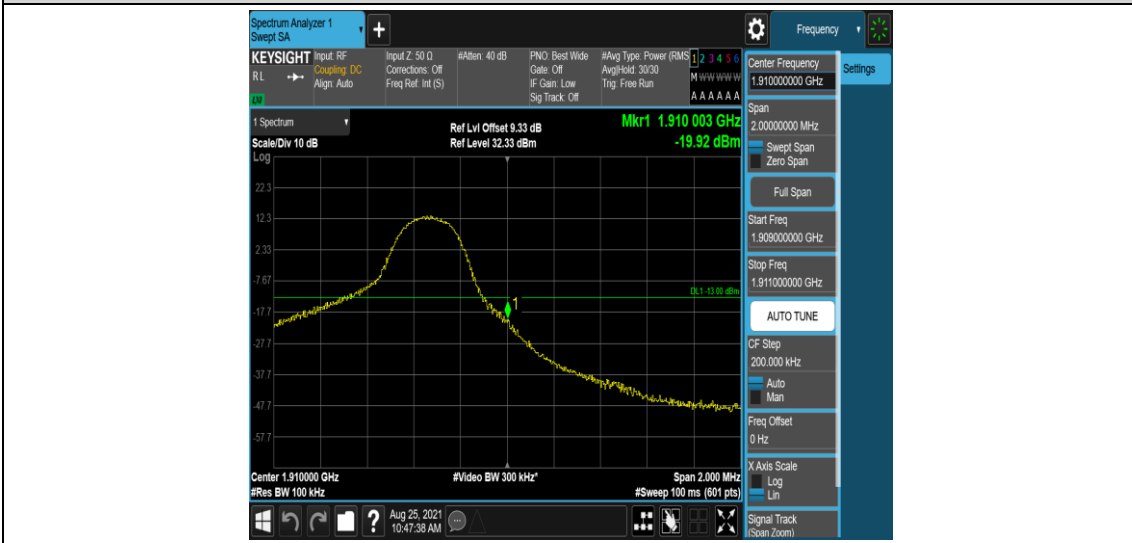 Spectrum Analyzer 1
Swept SA
Frequency
KEYSIGHT
RL
Input: RF
Coupling: DC
Align: Auto
Input Z: 50 Ω
Corrections: Off
Freq Ref: Int (S)
#Atten: 40 dB
PNO: Best Wide
Gate: Off
IF Gain: Low
Sig Track: Off
#Avg Type: Power (RMS
Avg|Hold: 30/30
Trig: Free Run
1 2 3 4 5 6
M W W W W W
A A A A A A
Center Frequency
1.910000000 GHz
Settings
Span
2.00000000 MHz
Swept Span
Zero Span
Full Span
Start Freq
1.909000000 GHz
Stop Freq
1.911000000 GHz
AUTO TUNE
CF Step
200.000 kHz
Auto
Man
Freq Offset
0 Hz
X Axis Scale
Log
Lin
Signal Track
(Span Zoom)
1 Spectrum
Scale/Div 10 dB
Log
Ref Lvl Offset 9.33 dB
Ref Level 32.33 dBm
Mkr1 1.910 003 GHz
-19.92 dBm
22.3
12.3
2.33
-7.67
-17.7
-27.7
-37.7
-47.7
-57.7
DL1 -13.00 dBm
1
Center 1.910000 GHz
#Res BW 100 kHz
#Video BW 300 kHz*
Span 2.000 MHz
#Sweep 100 ms (601 pts)
?
Aug 25, 2021
10:47:38 AM